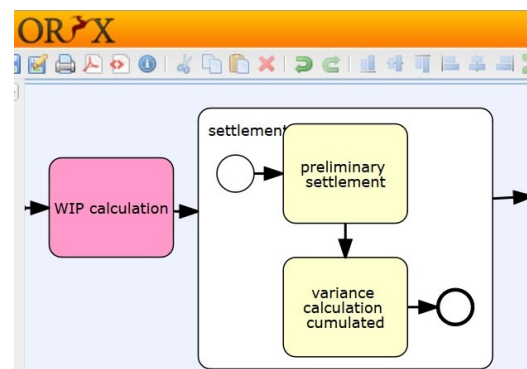 ORYX
settlement
WIP calculation
preliminary
settlement
variance
calculation
cumulated